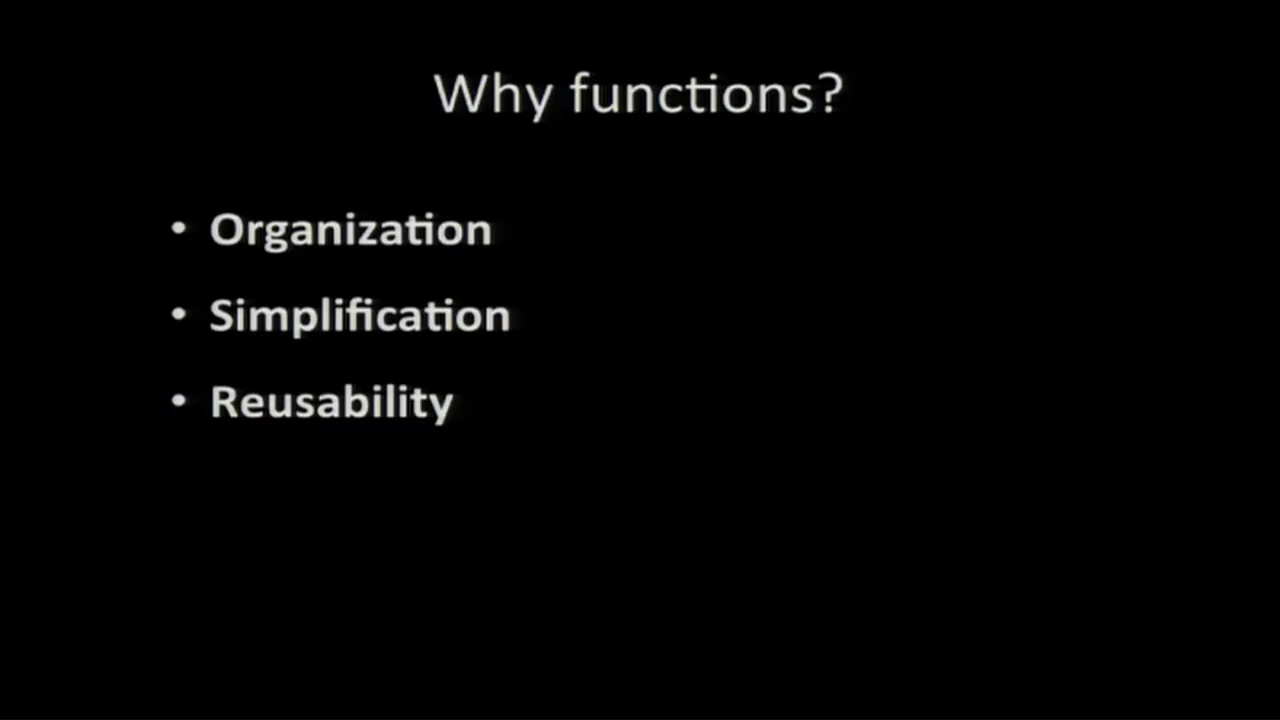 Why functions?
• Organization
• Simplification
• Reusability